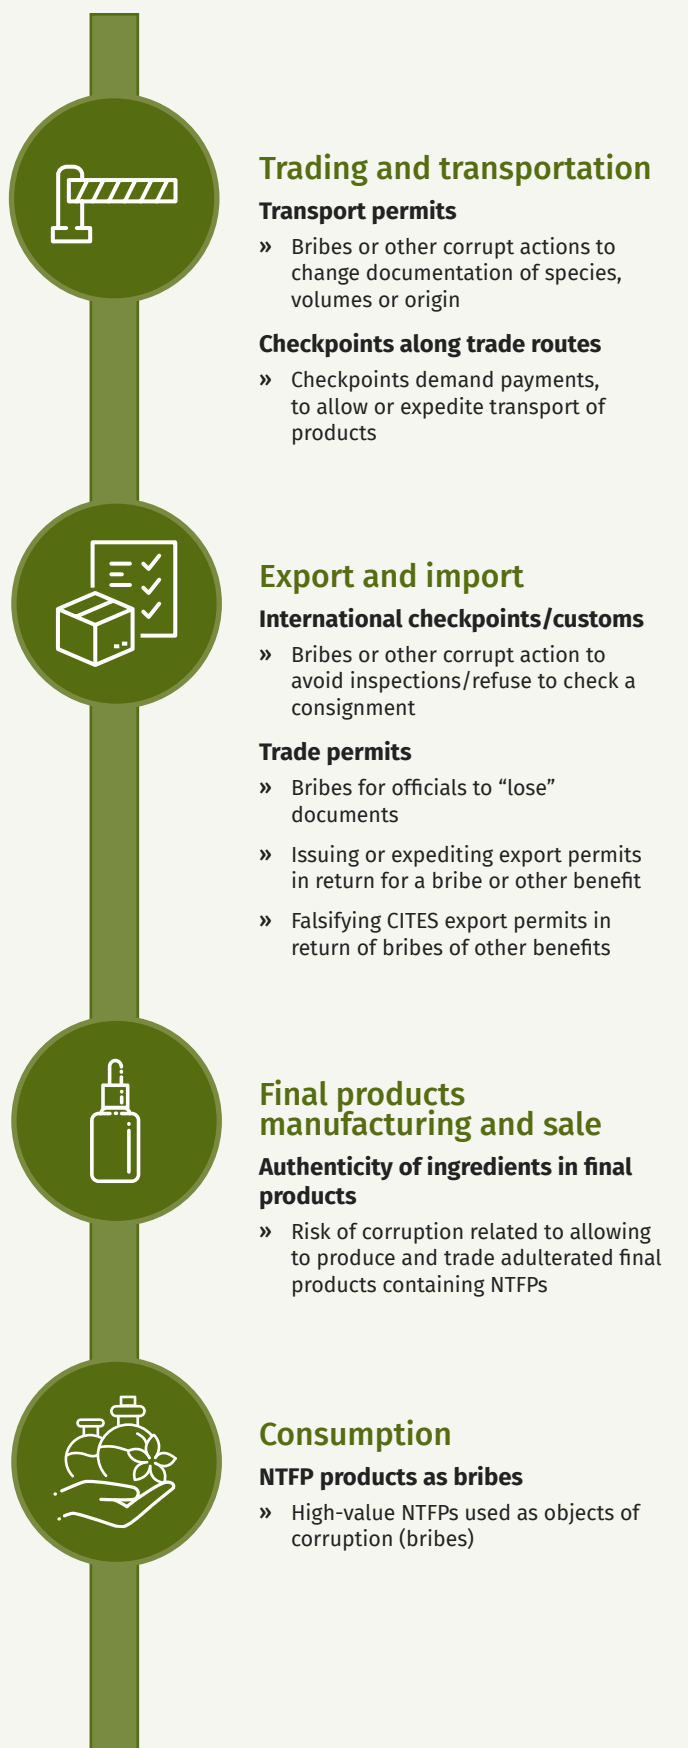 Trading and transportation
Transport permits
» Bribes or other corrupt actions to
change documentation of species,
volumes or origin
Checkpoints along trade routes
» Checkpoints demand payments,
to allow or expedite transport of
products
Export and import
International checkpoints/customs
» Bribes or other corrupt action to
avoid inspections/refuse to check a
consignment
Trade permits
» Bribes for officials to “lose”
documents
» Issuing or expediting export permits
in return for a bribe or other benefit
» Falsifying CITES export permits in
return of bribes of other benefits
Final products
manufacturing and sale
Authenticity of ingredients in final
products
» Risk of corruption related to allowing
to produce and trade adulterated final
products containing NTFPs
Consumption
NTFP products as bribes
» High-value NTFPs used as objects of
corruption (bribes)